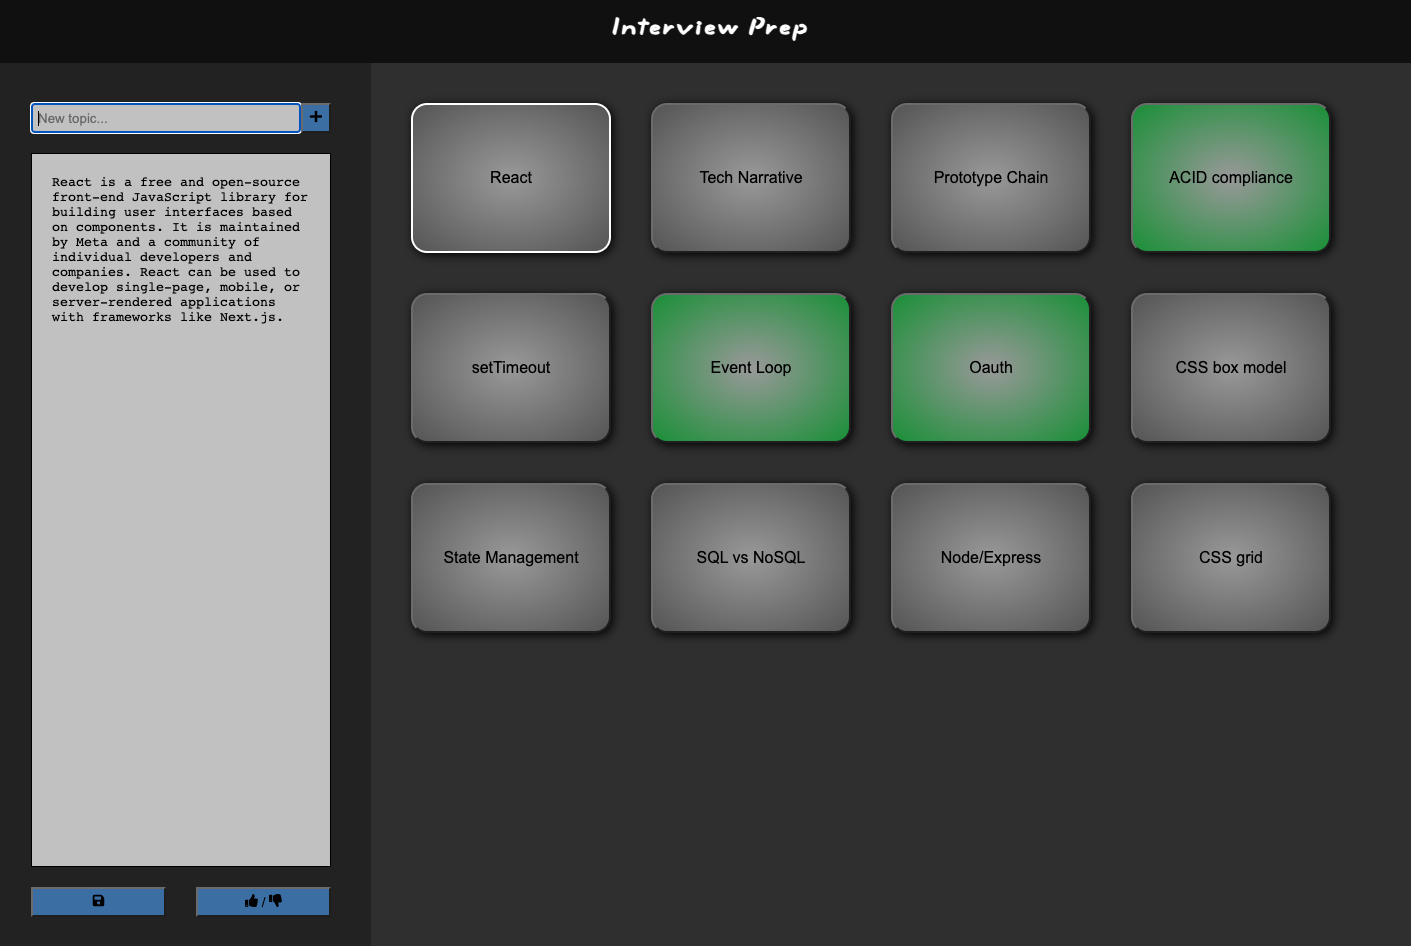 Interview Prep
New topic...
+
React is a free and open-source
front-end JavaScript library for
building user interfaces based
on components. It is maintained
by Meta and a community of
individual developers and
companies. React can be used to
develop single-page, mobile, or
server-rendered applications
with frameworks like Next.js.
/
React
Tech Narrative
Prototype Chain
ACID compliance
setTimeout
Event Loop
Oauth
CSS box model
State Management
SQL vs NoSQL
Node/Express
CSS grid